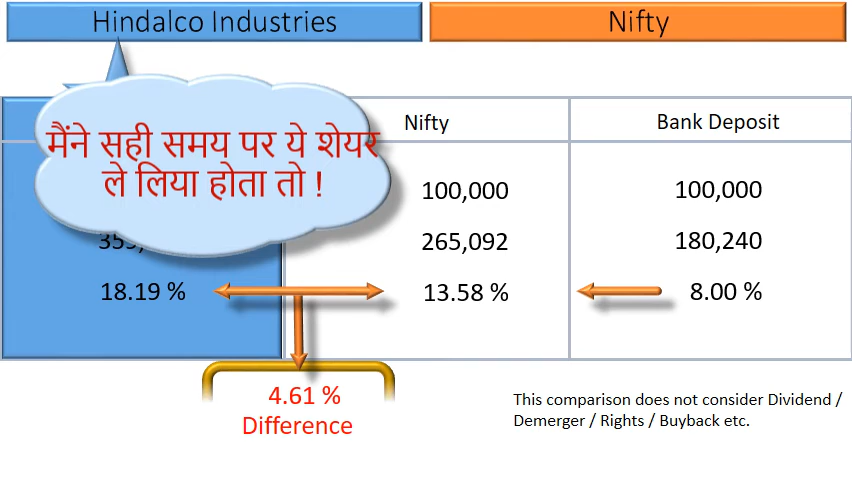 Hindalco Industries
Nifty
मैंने सही समय पर ये शेयर
ले लिया होता तो !
Nifty
Bank Deposit
100,000
100,000
265,092
180,240
18.19 %
13.58 %
8.00 %
4.61 %
Difference
This comparison does not consider Dividend /
Demerger / Rights / Buyback etc.